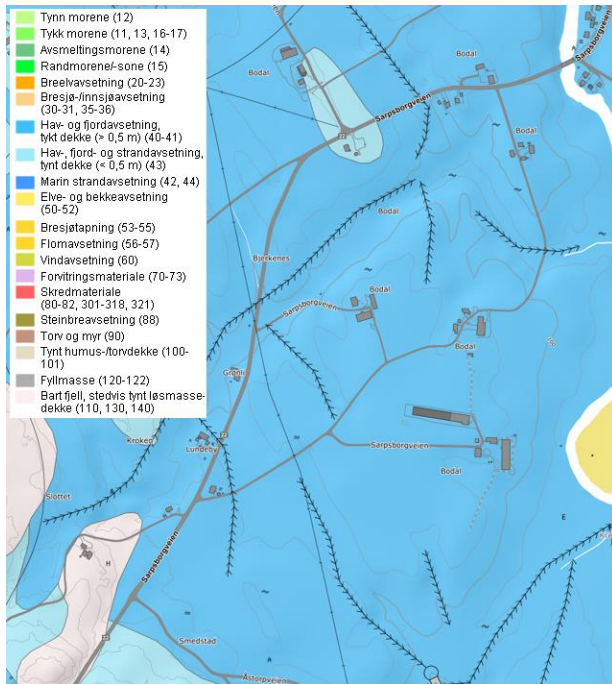 Tynn morene (12)
Tykk morene (11, 13, 16-17)
Avsmeltingsmorene (14)
Randmorene/-sone (15)
Breelvavsetning (20-23)
Bresjø-/innsjøavsetning
(30-31, 35-36)
Hav- og fjordavsetning,
tykt dekke (> 0,5 m) (40-41)
Hav-, fjord- og strandavsetning,
tynt dekke (< 0,5 m) (43)
Marin strandavsetning (42, 44)
Elve- og bekkeavsetning
(50-52)
Bresjøtapning (53-55)
Flomavsetning (56-57)
Vindavsetning (60)
Forvitringsmateriale (70-73)
Skredmateriale
(80-82, 301-318, 321)
Steinbreavsetning (88)
Torv og myr (90)
Tynt humus-/torvdekke (100-
101)
Fyllmasse (120-122)
Bart fjell, stedvis tynt løsmasse-
dekke (110, 130, 140)
Bodal
Bodal
Sarpsborgveien
A
Sarpsborgveien
Bodal
Bodal
Bjerkenes
Bodal
Sarpsborgveien
Bodal
Grønli
Kroken
Lundeby
Sarpsborgveien
Bodal
Slottet
E
Sarpsborgveien
H
Smedstad
A
Åstorpveien